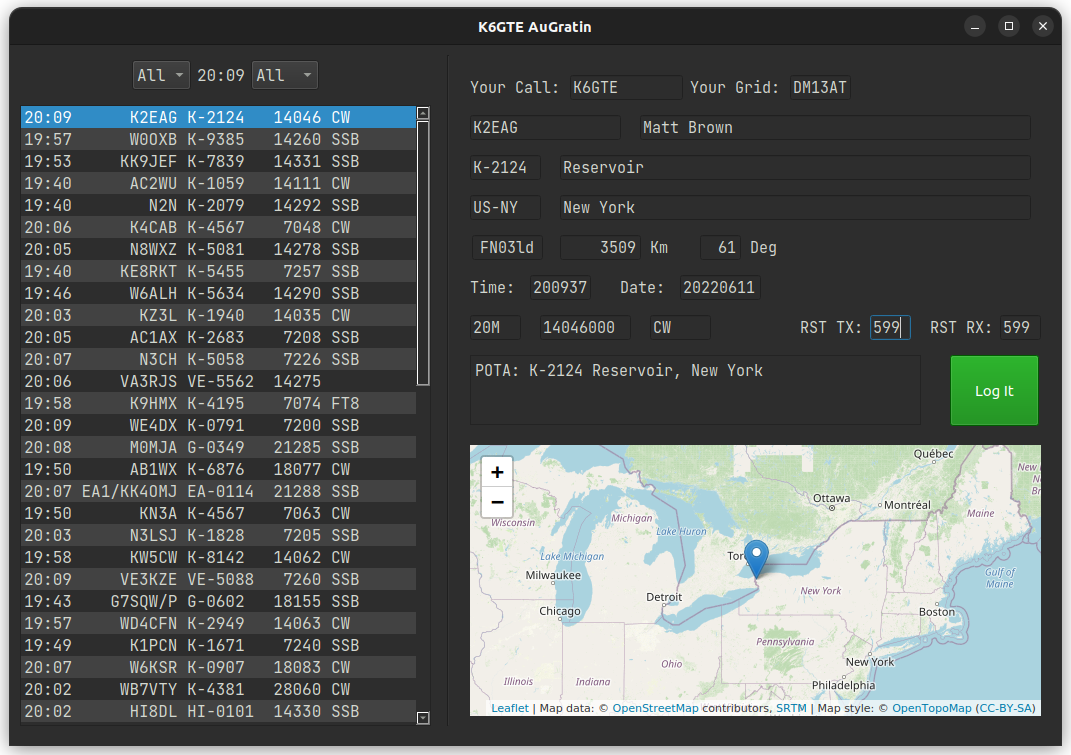 K6GTE AuGratin
All 20:09 All
20:09 K2EAG K-2124 14046 CW
19:57 W0OXB K-9385 14260 SSB
19:53 KK9JEF K-7839 14331 SSB
19:40 AC2WU K-1059 14111 CW
19:40 N2N K-2079 14292 SSB
20:06 K4CAB K-4567 7048 CW
20:05 N8WXZ K-5081 14278 SSB
19:40 KE8RKT K-5455 7257 SSB
19:46 W6ALH K-5634 14290 SSB
20:03 KZ3L K-1940 14035 CW
20:05 AC1AX K-2683 7208 SSB
20:07 N3CH K-5058 7226 SSB
20:06 VA3RJS VE-5562 14275
19:58 K9HMX K-4195 7074 FT8
20:09 WE4DX K-0791 7200 SSB
20:08 M0MJA G-0349 21285 SSB
19:50 AB1WX K-6876 18077 CW
20:07 EA1/KK4OMJ EA-0114 21288 SSB
19:50 KN3A K-4567 7063 CW
20:03 N3LSJ K-1828 7205 SSB
19:58 KW5CW K-8142 14062 CW
20:09 VE3KZE VE-5088 7260 SSB
19:43 G7SQW/P G-0602 18155 SSB
19:57 WD4CFN K-2949 14063 CW
19:49 K1PCN K-1671 7240 SSB
20:07 W6KSR K-0907 18083 CW
20:02 WB7VTY K-4381 28060 CW
20:02 HI8DL HI-0101 14330 SSB
Your Call: K6GTE Your Grid: DM13AT
K2EAG Matt Brown
K-2124 Reservoir
US-NY New York
FN03ld 3509 Km 61 Deg
Time: 200937 Date: 20220611
20M 14046000 CW RST TX: 599 RST RX: 599
POTA: K-2124 Reservoir, New York
Log It
+
−
Québec
New
Br
Ottawa
Montréal
Maine
Wisconsin
Michigan
Lake Huron
Lake Michigan
Tor
Milwaukee
Gulf of
Maine
Detroit
New York
Chicago
Boston
Pennsylvania
Ohio
New York
Illinois
Indiana
Philadelphia
Leaflet | Map data: © OpenStreetMap contributors, SRTM | Map style: © OpenTopoMap (CC-BY-SA)